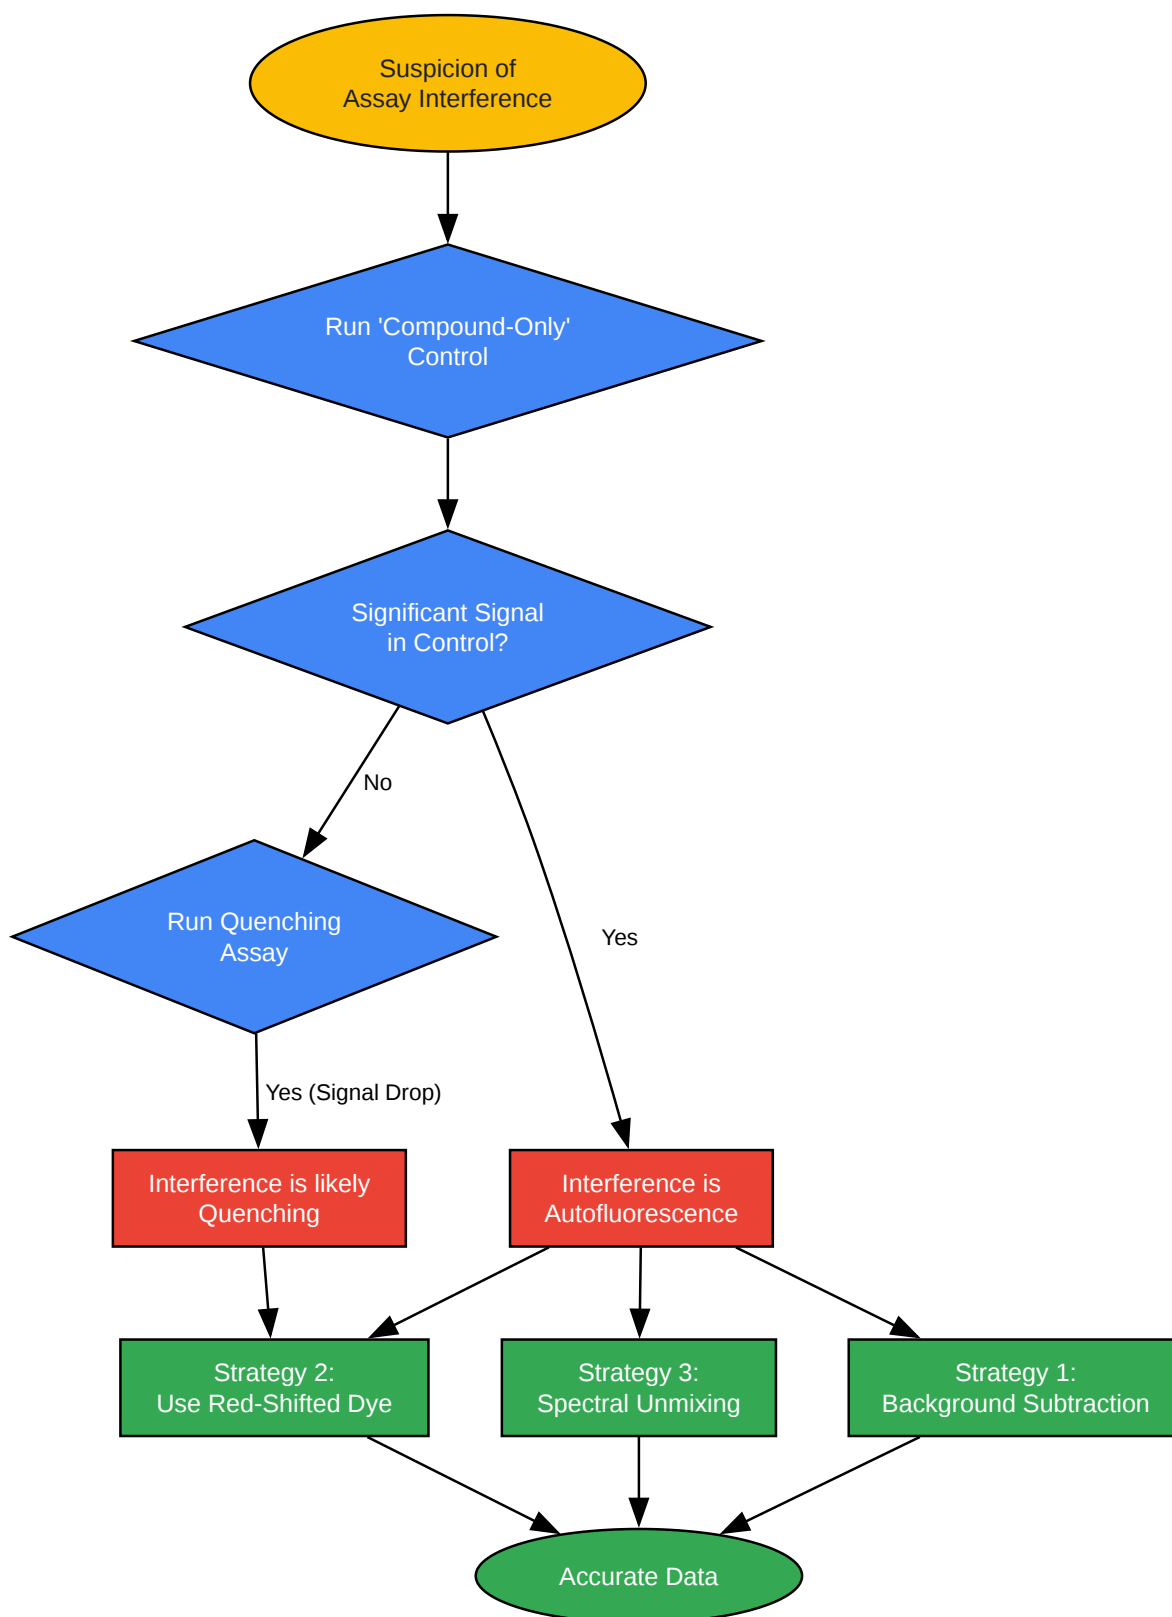 Suspicion of
Assay Interference
Run 'Compound-Only'
Control
Significant Signal
in Control?
No
Run Quenching
Assay
Yes
Yes (Signal Drop)
Interference is likely
Quenching
Interference is
Autofluorescence
Strategy 2:
Use Red-Shifted Dye
Strategy 3:
Spectral Unmixing
Strategy 1:
Background Subtraction
Accurate Data